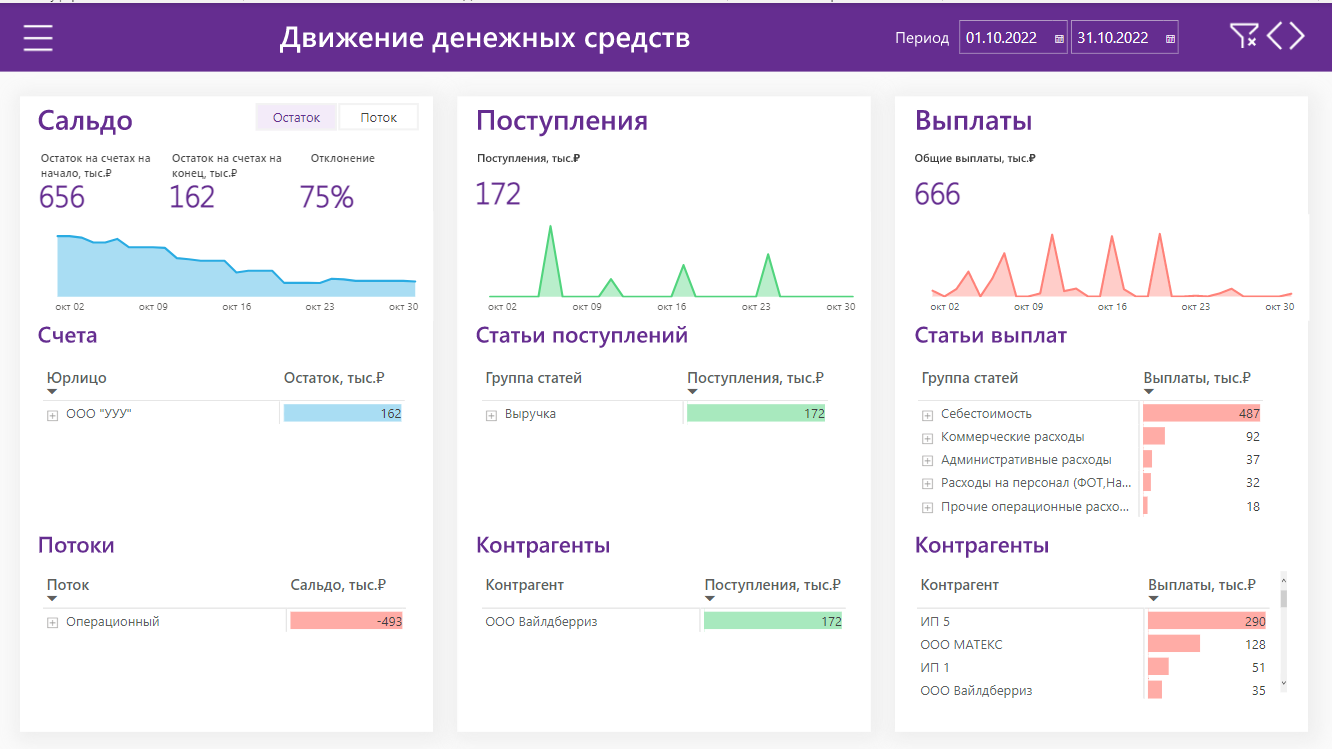 Движение денежных средств
Период 01.10.2022 31.10.2022
Сальдо
Остаток Поток
Остаток на счетах на начало, тыс.₽
656
Остаток на счетах на конец, тыс.₽
162
Отклонение
75%
окт 02 окт 09 окт 16 окт 23 окт 30
Счета
Юрлицо Остаток, тыс.₽
ООО "УУУ" 162
Потоки
Поток Сальдо, тыс.₽
Операционный -493
Поступления
Поступления, тыс.₽
172
окт 02 окт 09 окт 16 окт 23 окт 30
Статьи поступлений
Группа статей Поступления, тыс.₽
Выручка 172
Контрагенты
Контрагент Поступления, тыс.₽
ООО Вайлдберриз 172
Выплаты
Общие выплаты, тыс.₽
666
окт 02 окт 09 окт 16 окт 23 окт 30
Статьи выплат
Группа статей Выплаты, тыс.₽
Себестоимость 487
Коммерческие расходы 92
Административные расходы 37
Расходы на персонал (ФОТ,На... 32
Прочие операционные расхо... 18
Контрагенты
Контрагент Выплаты, тыс.₽
ИП 5 290
ООО МАТЕКС 128
ИП 1 51
ООО Вайлдберриз 35